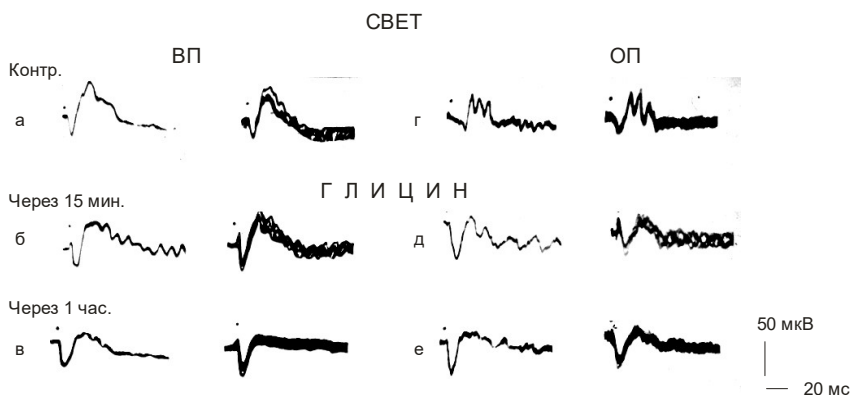 СВЕТ
ВП
ОП
Контр.
а
г
Г Л И Ц И Н
Через 15 мин.
б
д
Через 1 час.
в
е
50 мкВ
20 мс